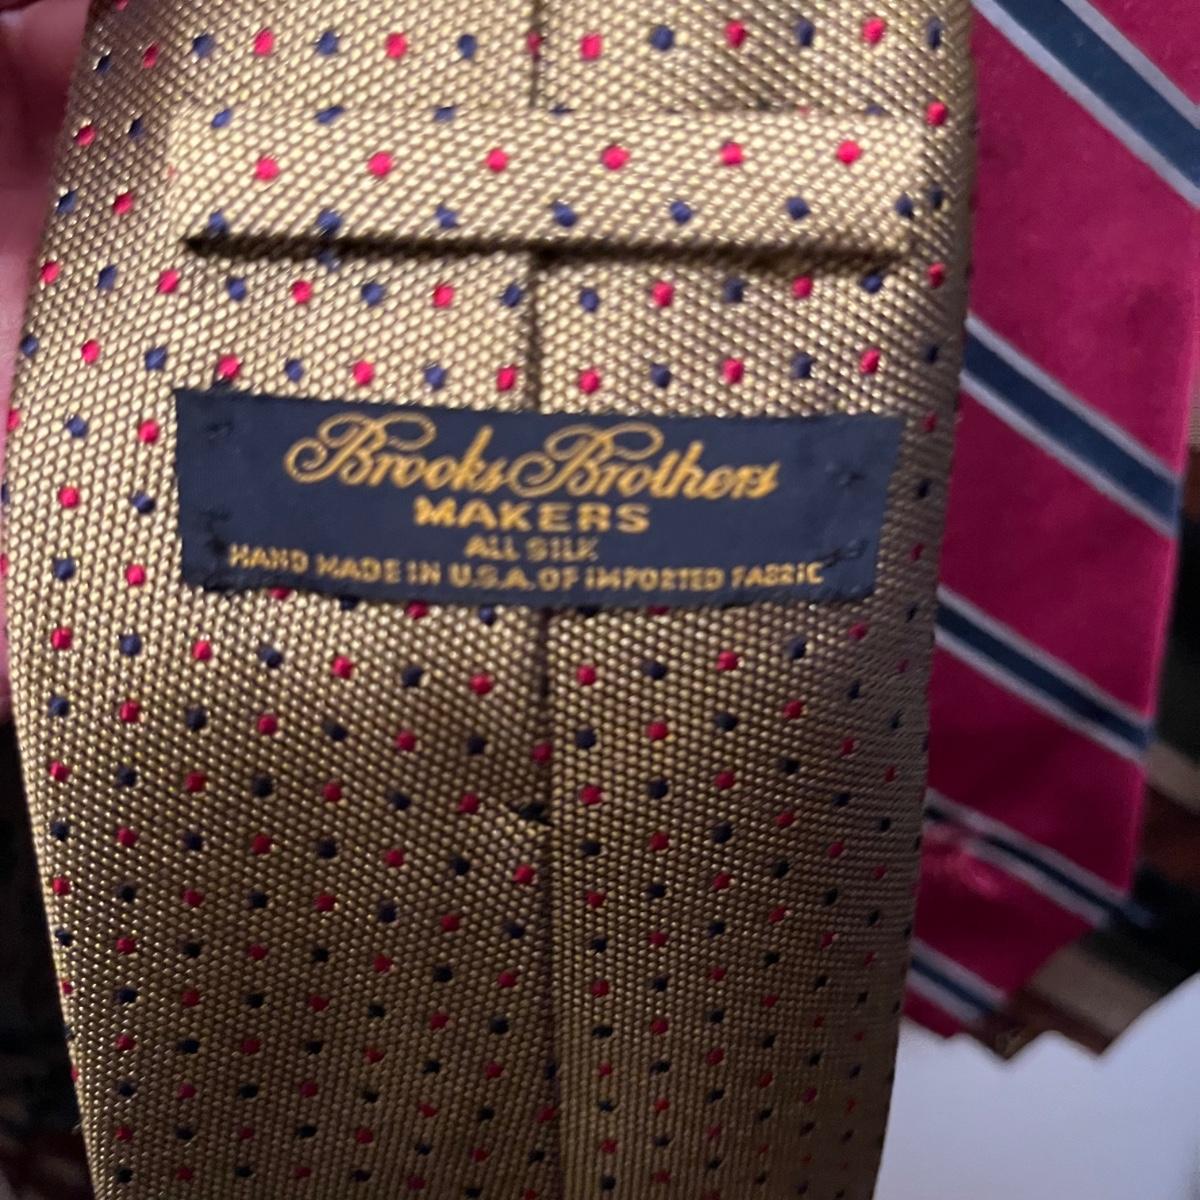 Brooks Brothers
MAKERS
ALL SILK
HAND MADE IN U.S.A. OF IMPORTED FABRIC